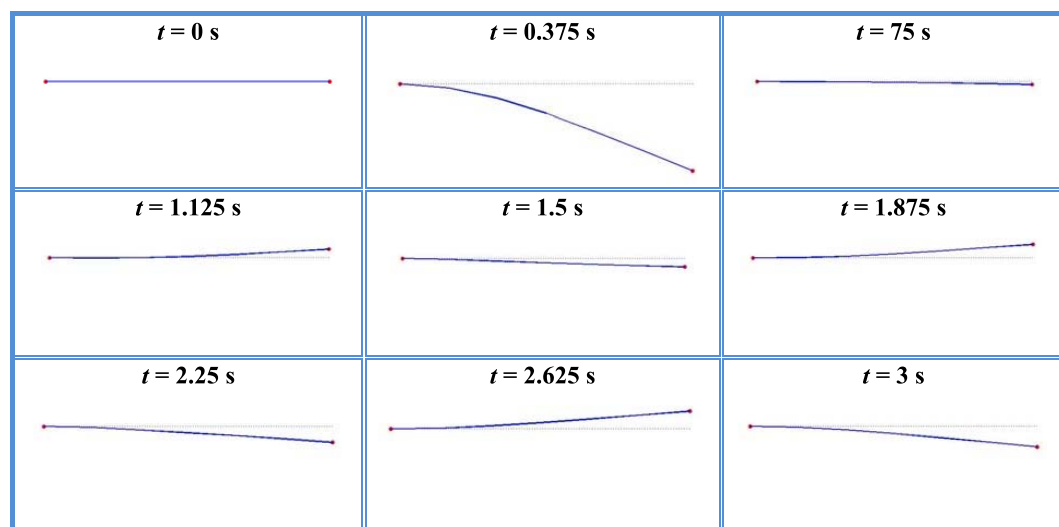 t = 0 s
t = 0.375 s
t = 75 s
t = 1.125 s
t = 1.5 s
t = 1.875 s
t = 2.25 s
t = 2.625 s
t = 3 s